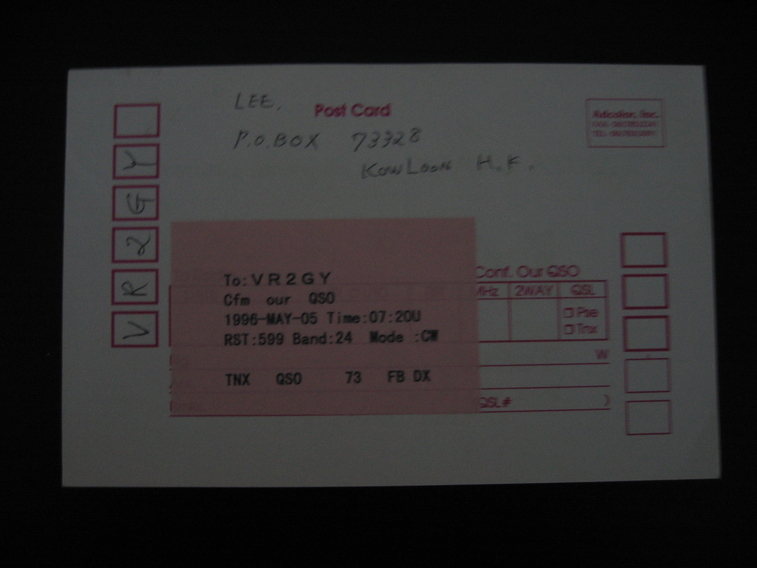 LEE.
Post Card
P.O.BOX 73328
KOWLOON H.K.
VR2GY
To:VR2GY
Cfm our QSO
1996-MAY-05 Time:07:20U
RST:599 Band:24 Mode :CW
TNX QSO 73 FB DX
Conf. Our QSO
MHz 2WAY QSL
Pse
Tnx
W
QSL# )